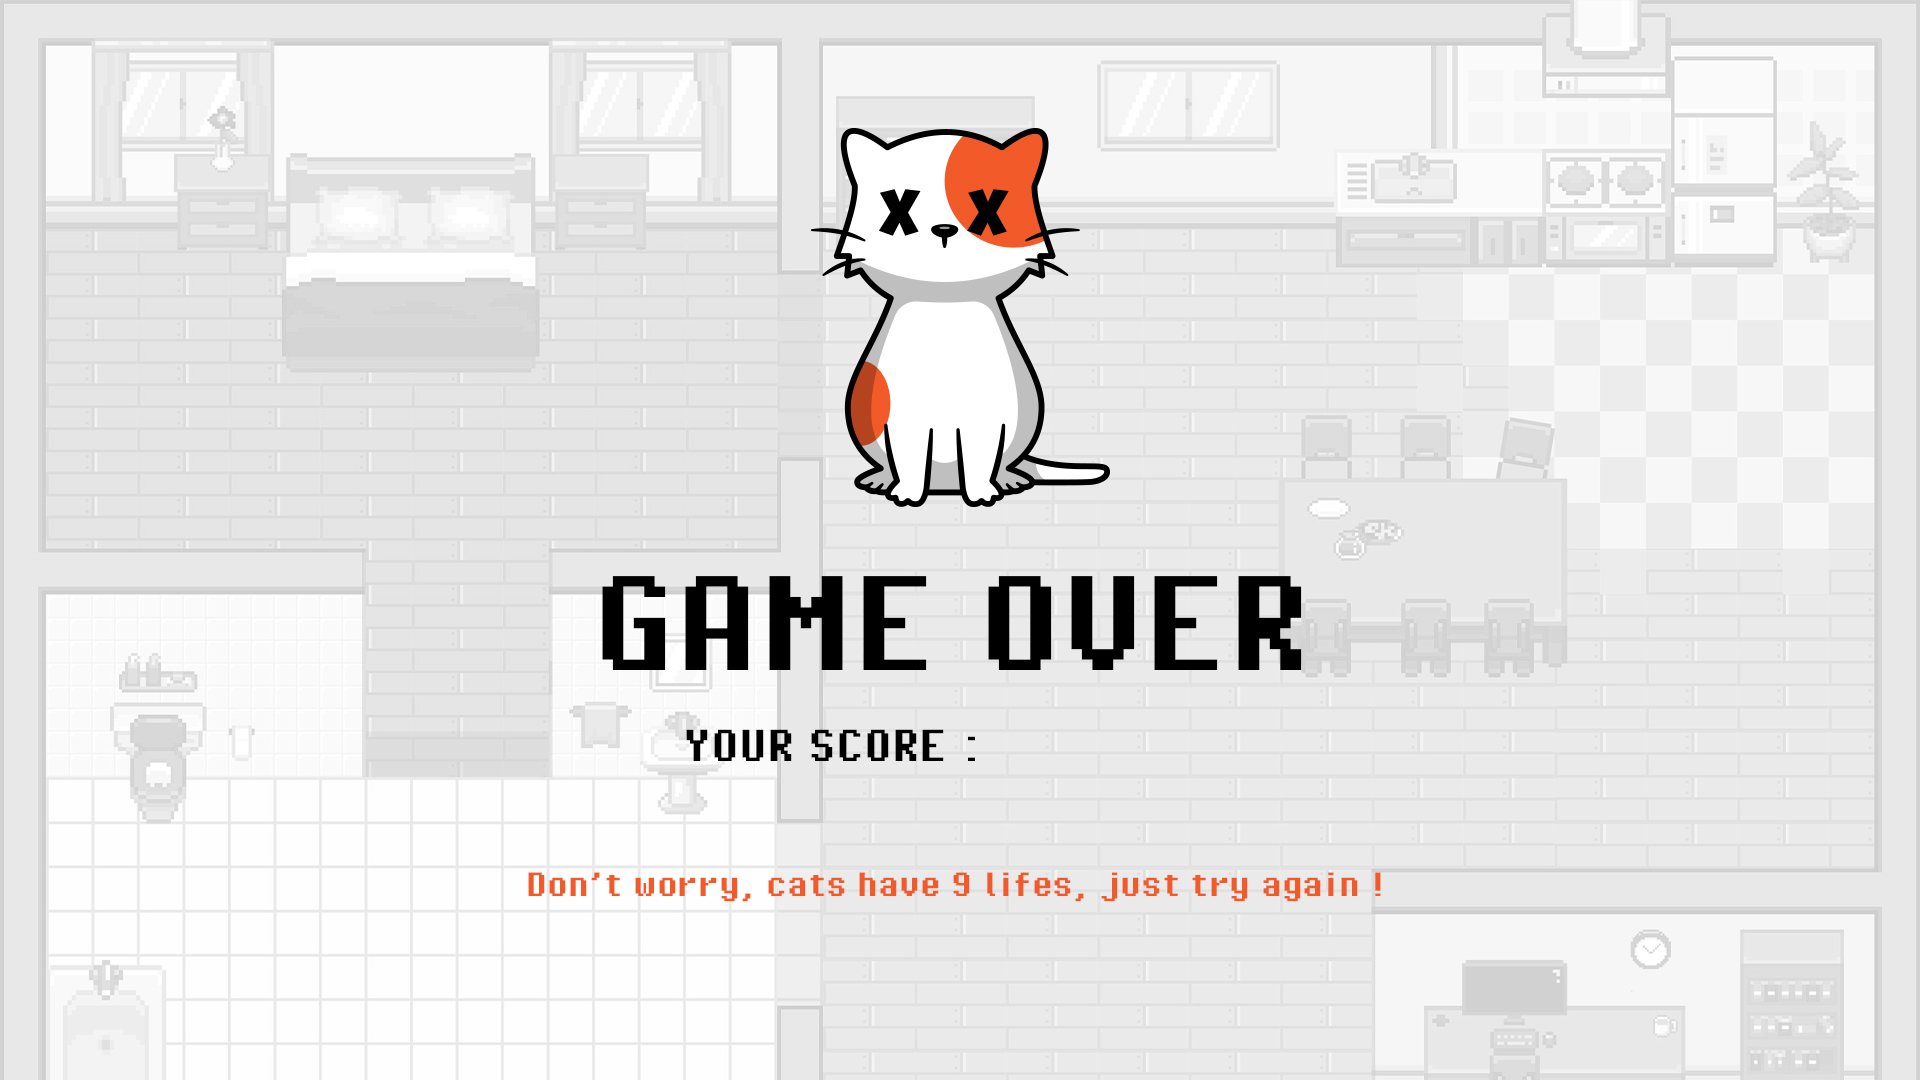 GAME OVER
YOUR SCORE :
Don't worry, cats have 9 lifes, just try again !